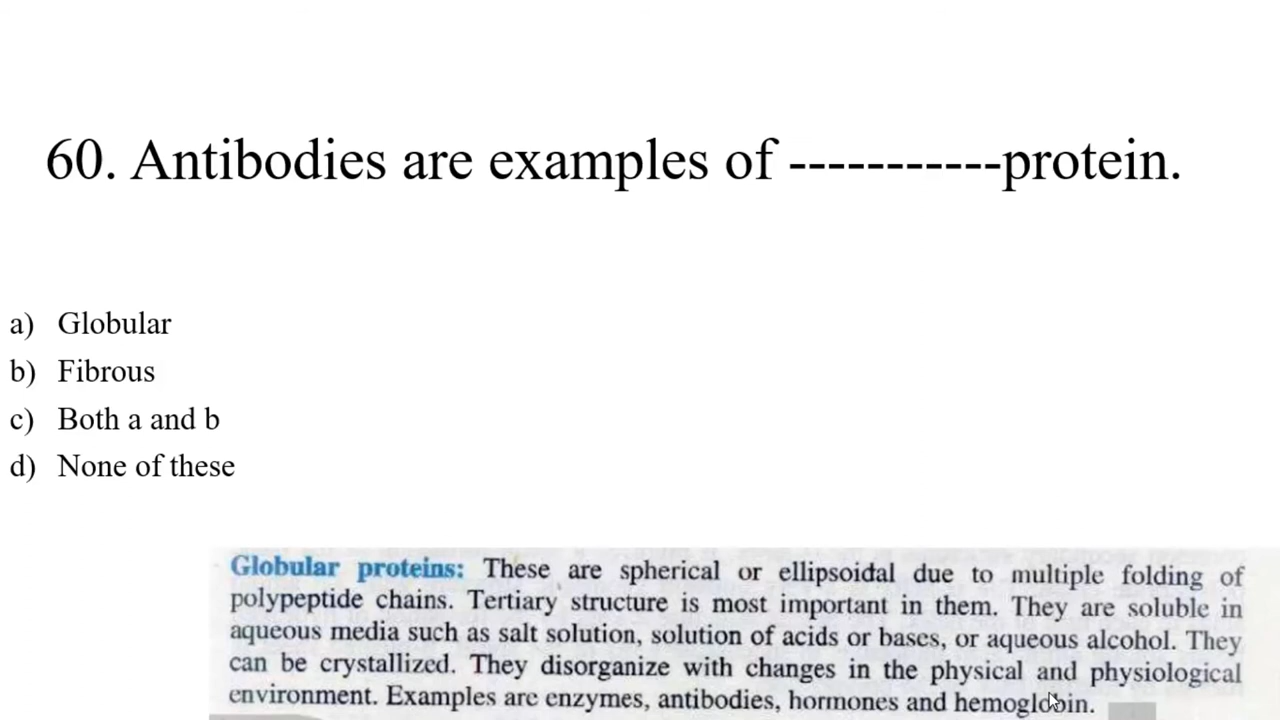 60. Antibodies are examples of -----------protein.
a) Globular
b) Fibrous
c) Both a and b
d) None of these
Globular proteins: These are spherical or ellipsoidal due to multiple folding of
polypeptide chains. Tertiary structure is most important in them. They are soluble in
aqueous media such as salt solution, solution of acids or bases, or aqueous alcohol. They
can be crystallized. They disorganize with changes in the physical and physiological
environment. Examples are enzymes, antibodies, hormones and hemoglobin.